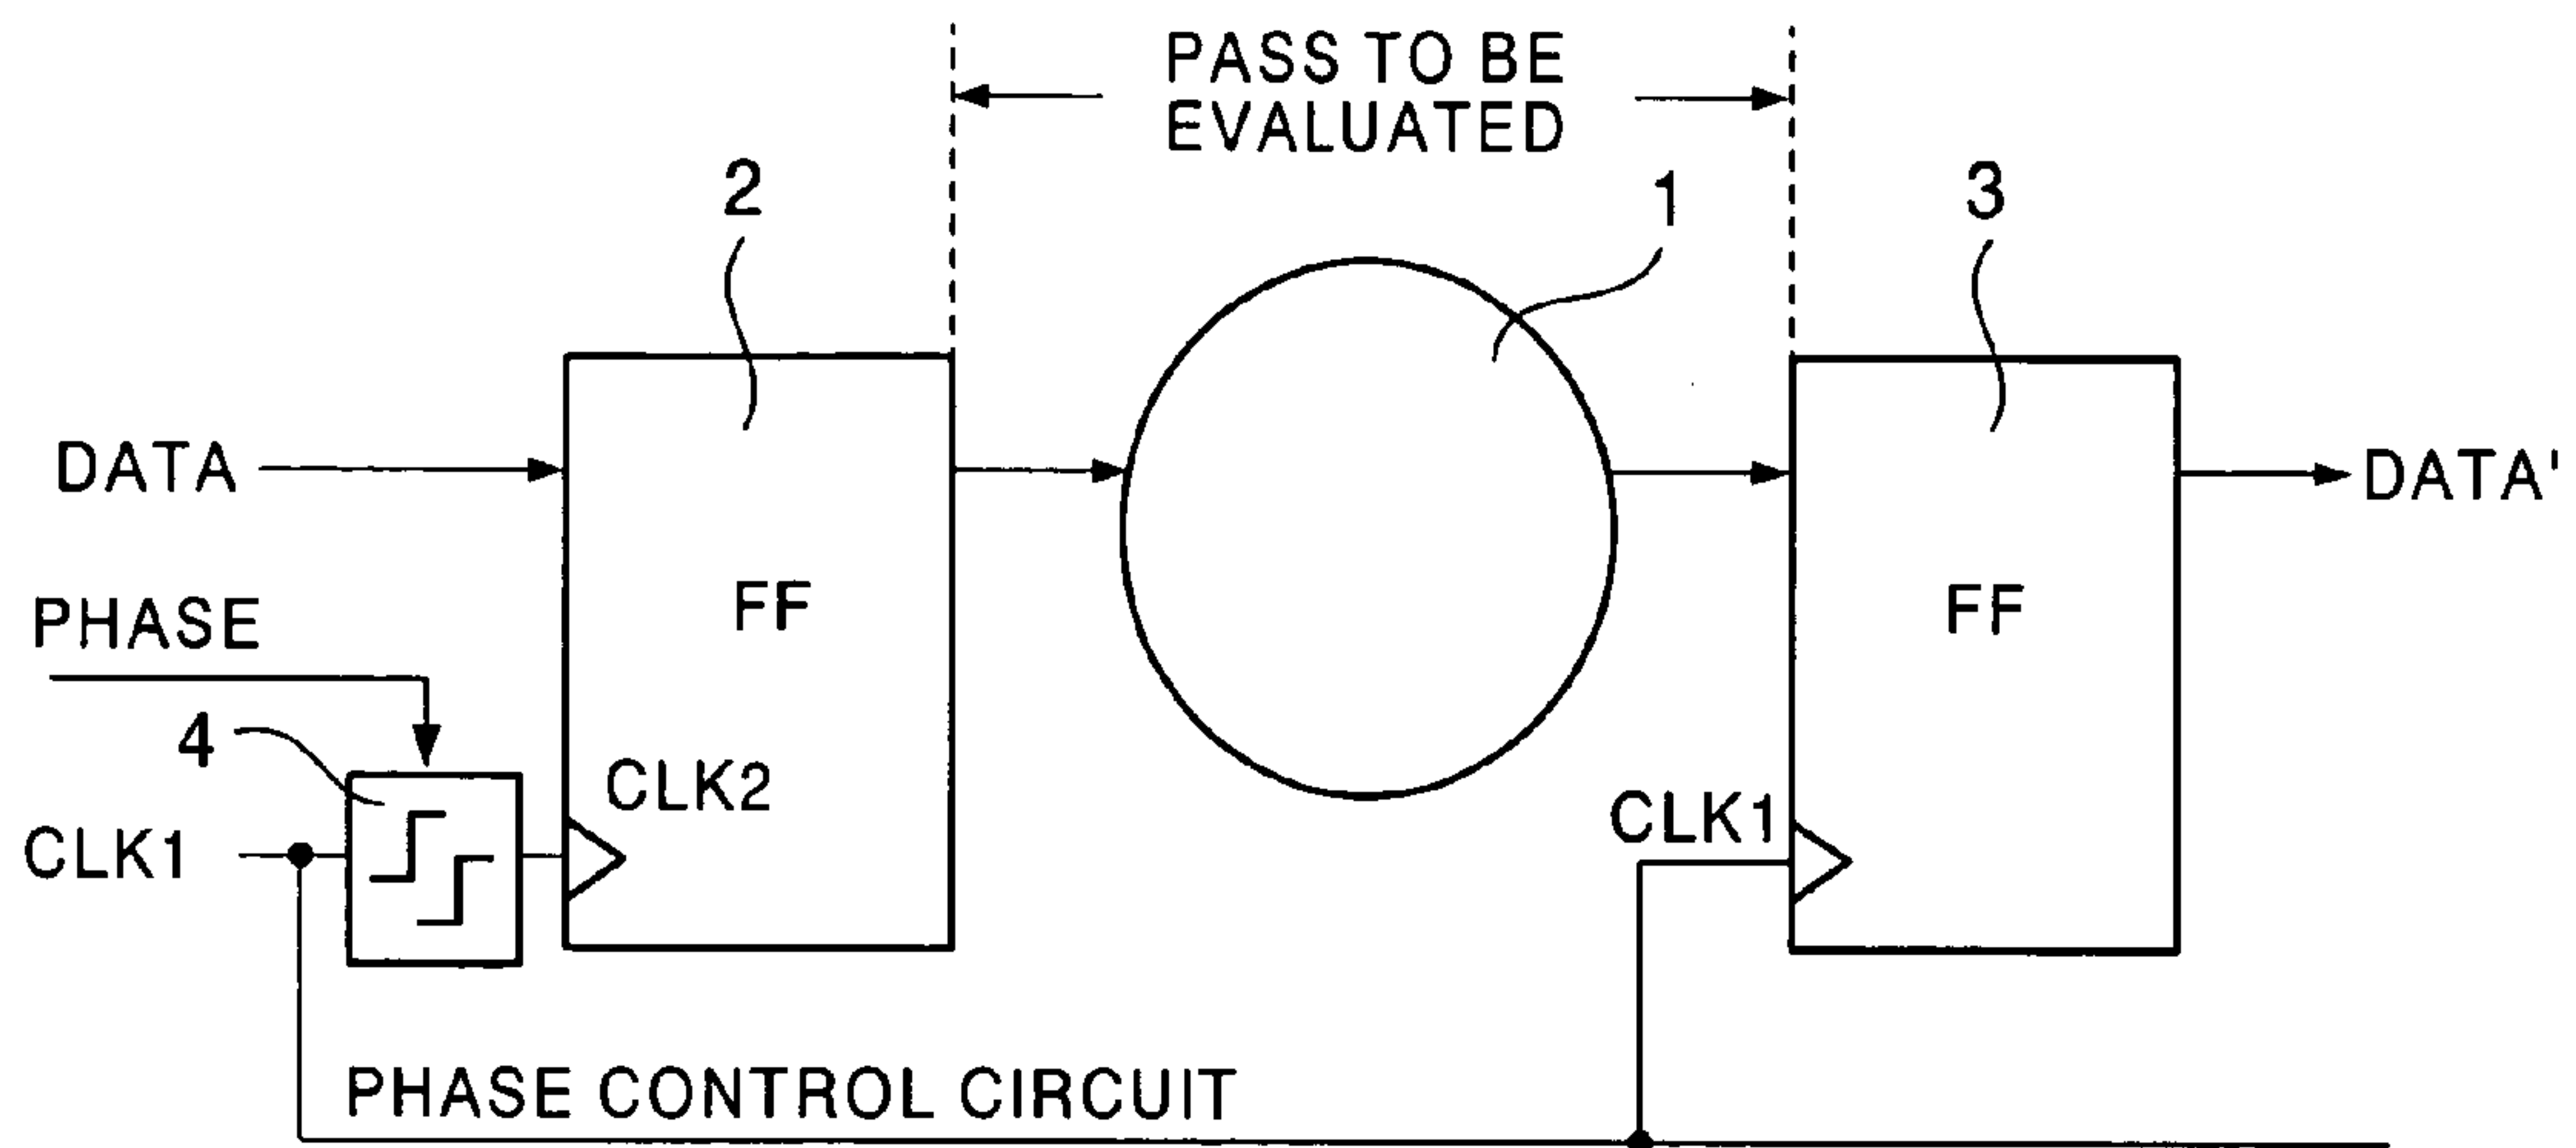 PASS TO BE
EVALUATED
2
1
3
DATA
DATA'
FF
FF
PHASE
4
CLK2
CLK1
CLK1
PHASE CONTROL CIRCUIT